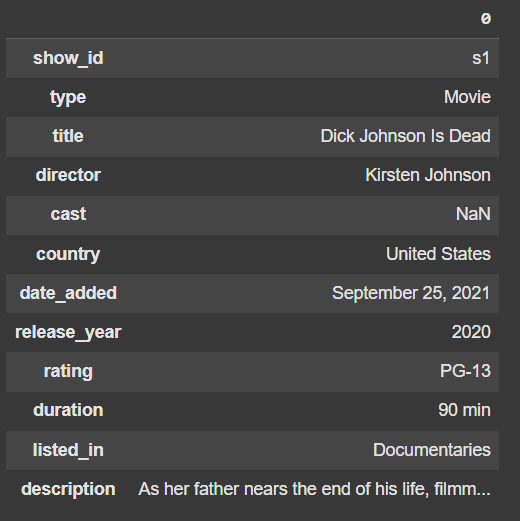 0
show_id s1
type Movie
title Dick Johnson Is Dead
director Kirsten Johnson
cast NaN
country United States
date_added September 25, 2021
release_year 2020
rating PG-13
duration 90 min
listed_in Documentaries
description As her father nears the end of his life, filmm...